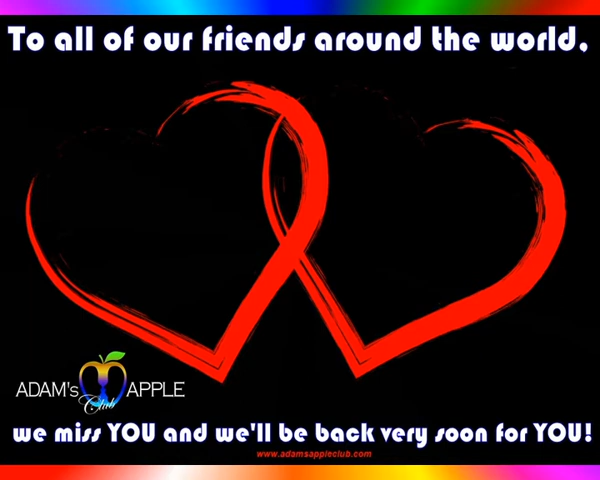 To all of our friends around the world,
ADAM's APPLE
Club
we miss YOU and we'll be back very soon for YOU!
www.adamsappleclub.com